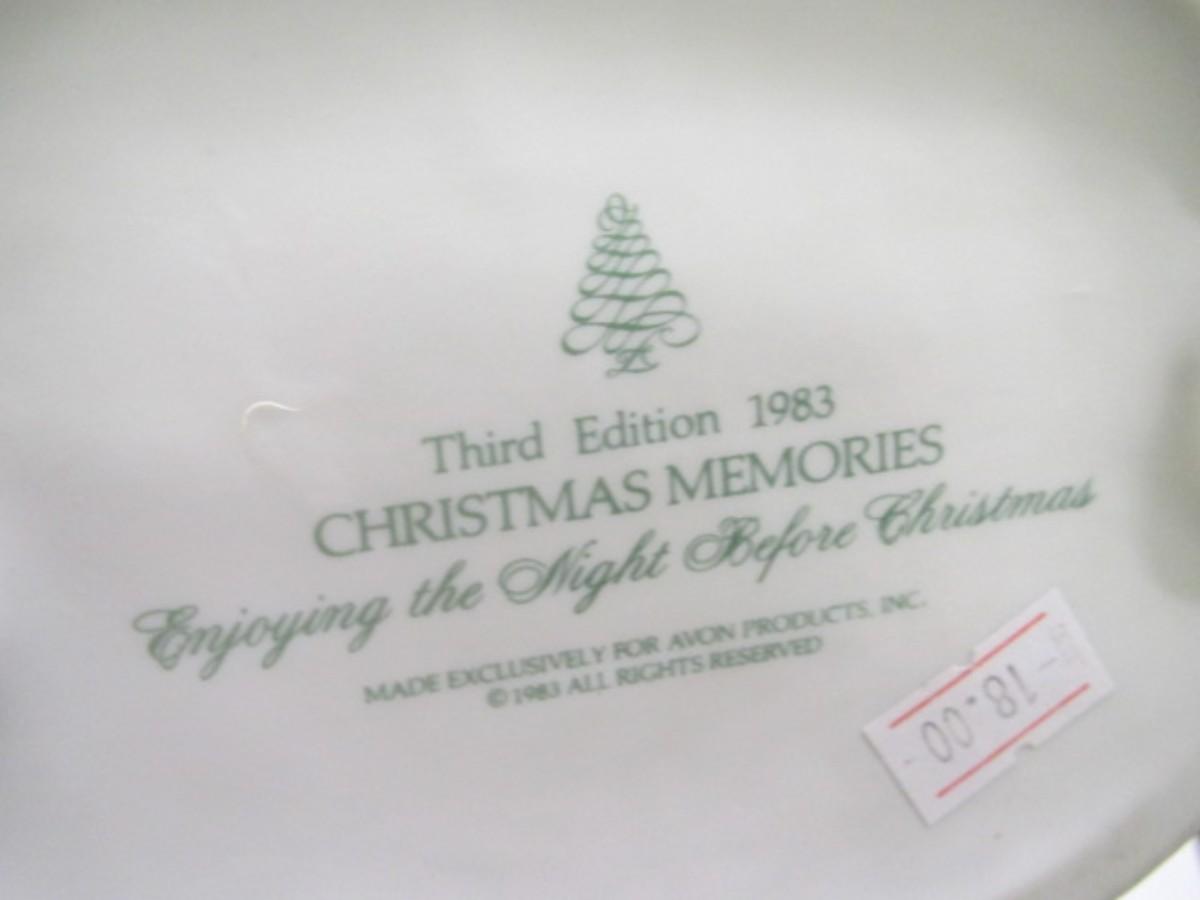 Third Edition 1983
CHRISTMAS MEMORIES
Enjoying the Night Before Christmas
MADE EXCLUSIVELY FOR AVON PRODUCTS, INC.
©1983 ALL RIGHTS RESERVED
18.00